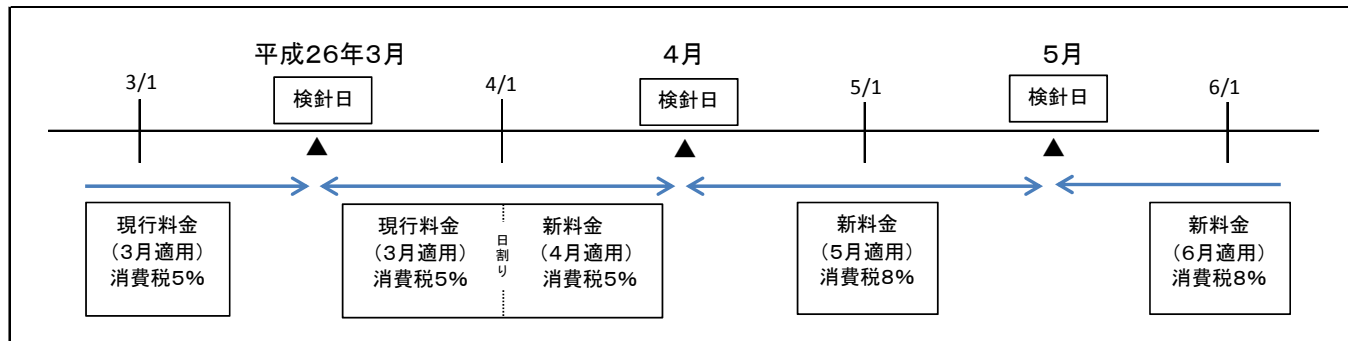 平成26年3月
4月
5月
3/1
検針日
4/1
検針日
5/1
検針日
6/1
現行料金
(3月適用)
消費税5%
現行料金
(3月適用)
消費税5%
日割り
新料金
(4月適用)
消費税5%
新料金
(5月適用)
消費税8%
新料金
(6月適用)
消費税8%